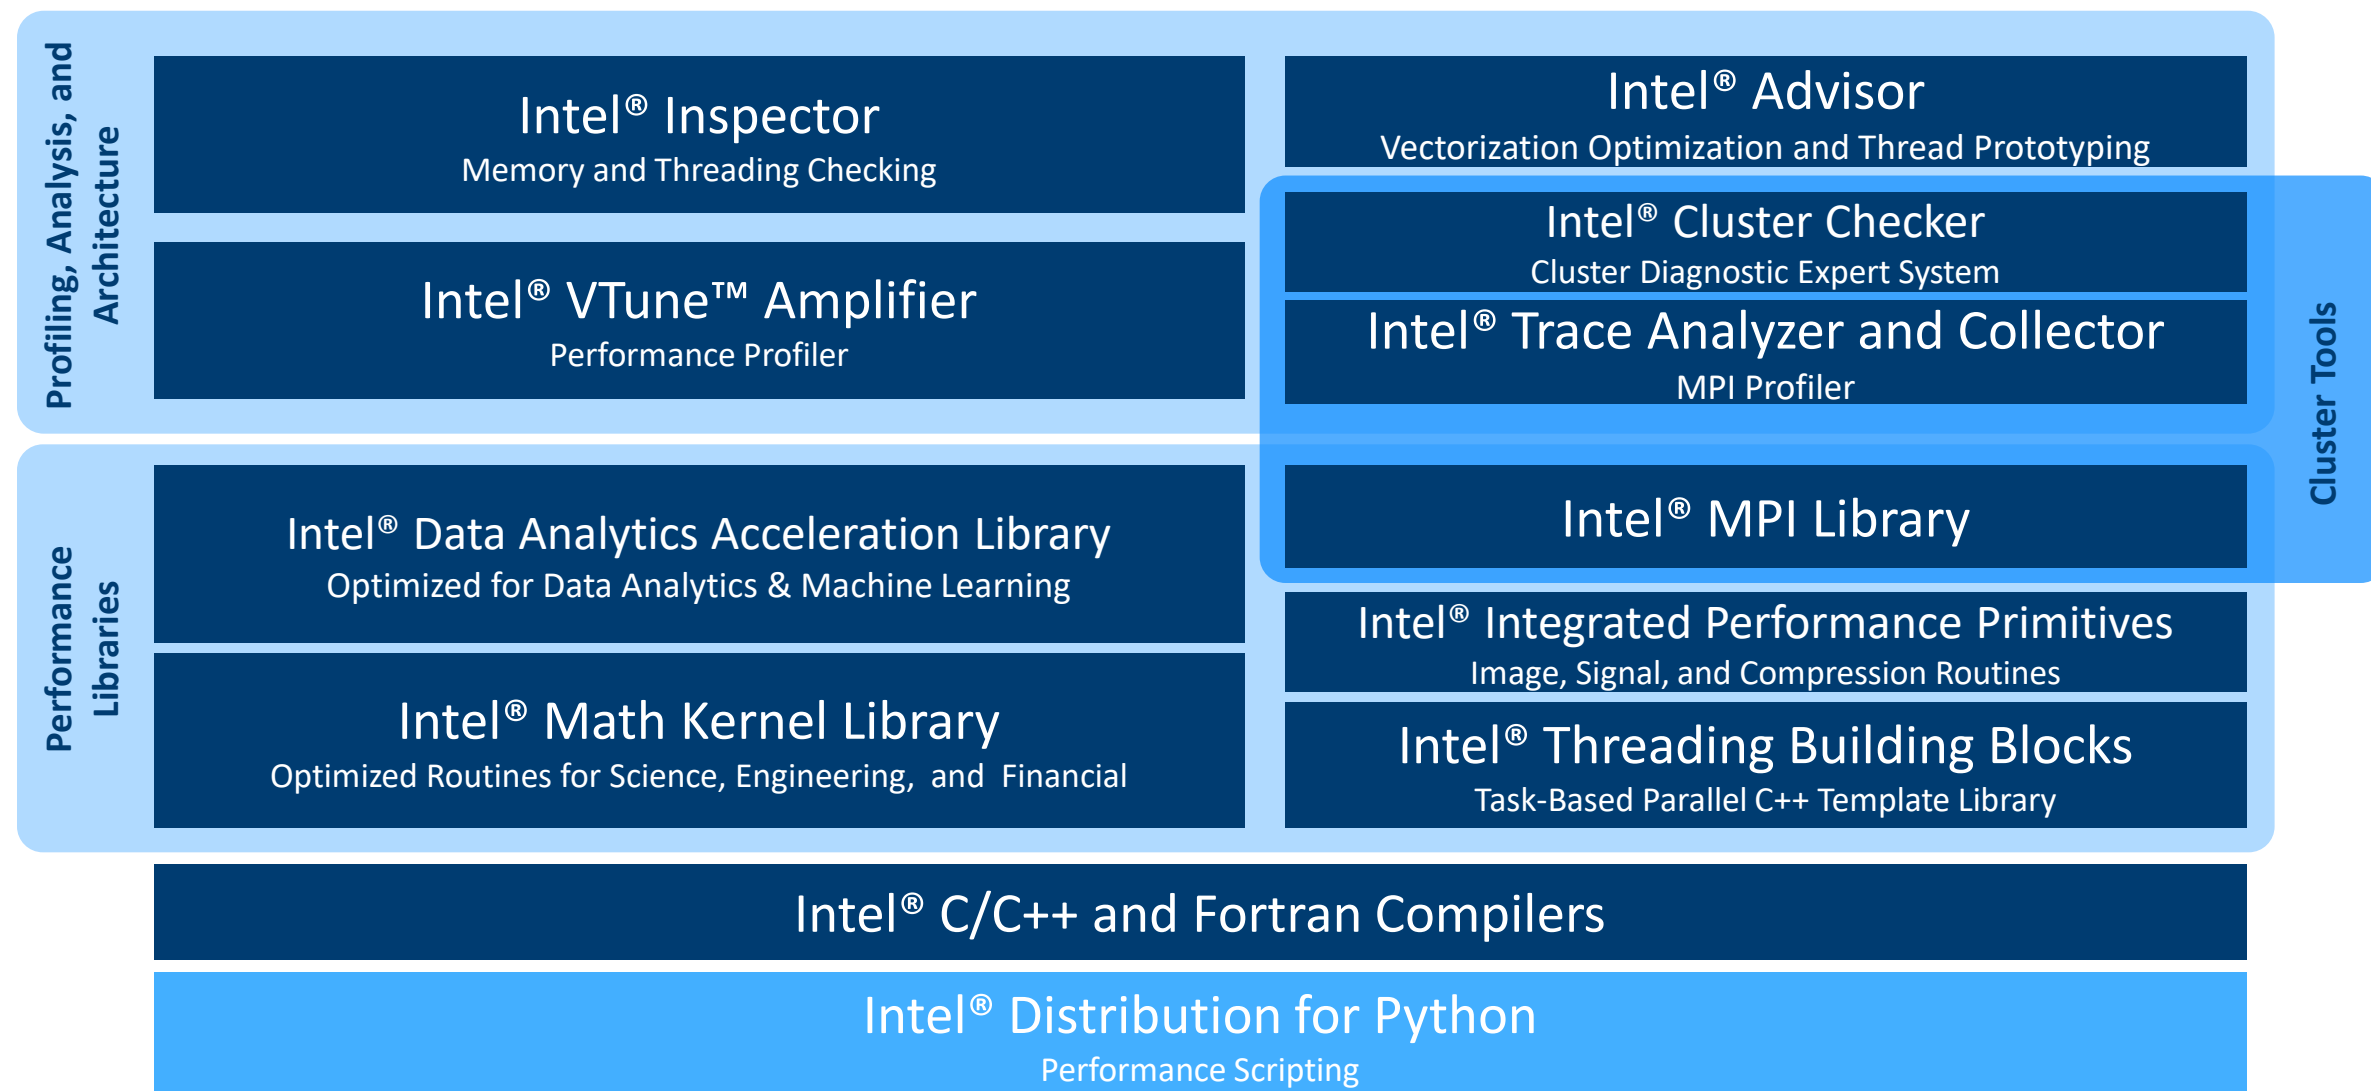 Profiling, Analysis, and
Architecture
Intel® Inspector
Memory and Threading Checking
Intel® VTune™ Amplifier
Performance Profiler
Intel® Advisor
Vectorization Optimization and Thread Prototyping
Intel® Cluster Checker
Cluster Diagnostic Expert System
Intel® Trace Analyzer and Collector
MPI Profiler
Cluster Tools
Performance
Libraries
Intel® Data Analytics Acceleration Library
Optimized for Data Analytics & Machine Learning
Intel® Math Kernel Library
Optimized Routines for Science, Engineering, and Financial
Intel® MPI Library
Intel® Integrated Performance Primitives
Image, Signal, and Compression Routines
Intel® Threading Building Blocks
Task-Based Parallel C++ Template Library
Intel® C/C++ and Fortran Compilers
Intel® Distribution for Python
Performance Scripting